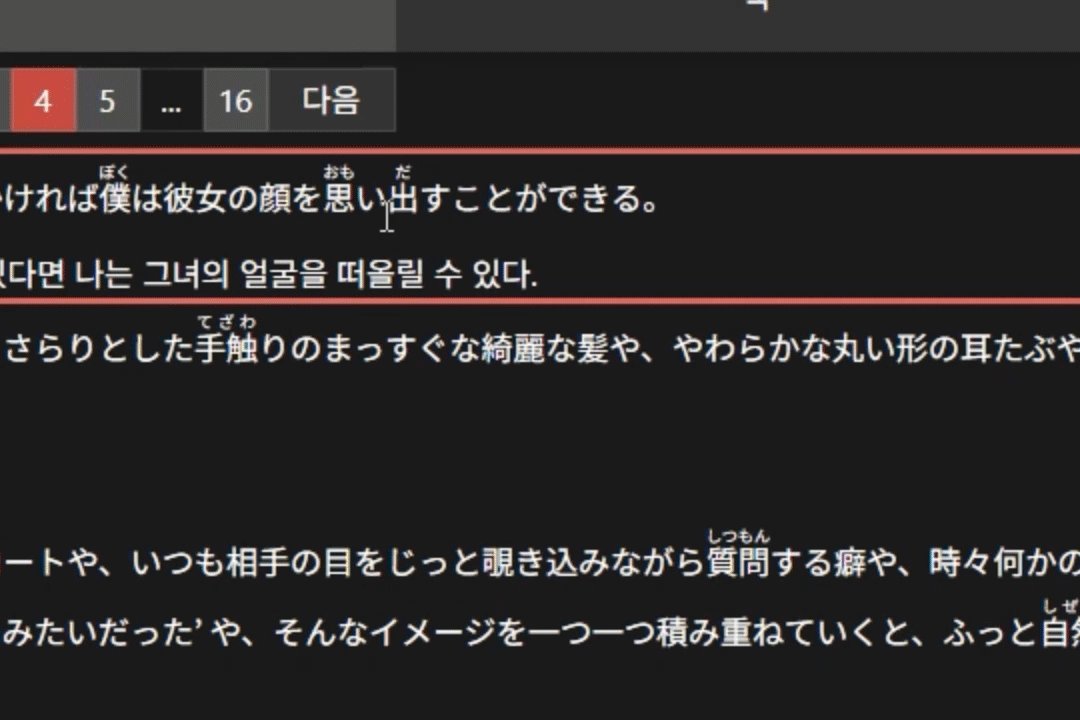 4 5 ... 16 다음
ぼく おも だ
ければ僕は彼女の顔を思い出すことができる。
있다면 나는 그녀의 얼굴을 떠올릴 수 있다.
てざわ
さらりとした手触りのまっすぐな綺麗な髪や、やわらかな丸い形の耳たぶや
しつもん
ートや、いつも相手の目をじっと覗き込みながら質問する癖や、時々何かの
しぜ
みたいだった’や、そんなイメージを一つ一つ積み重ねていくと、ふっと自然